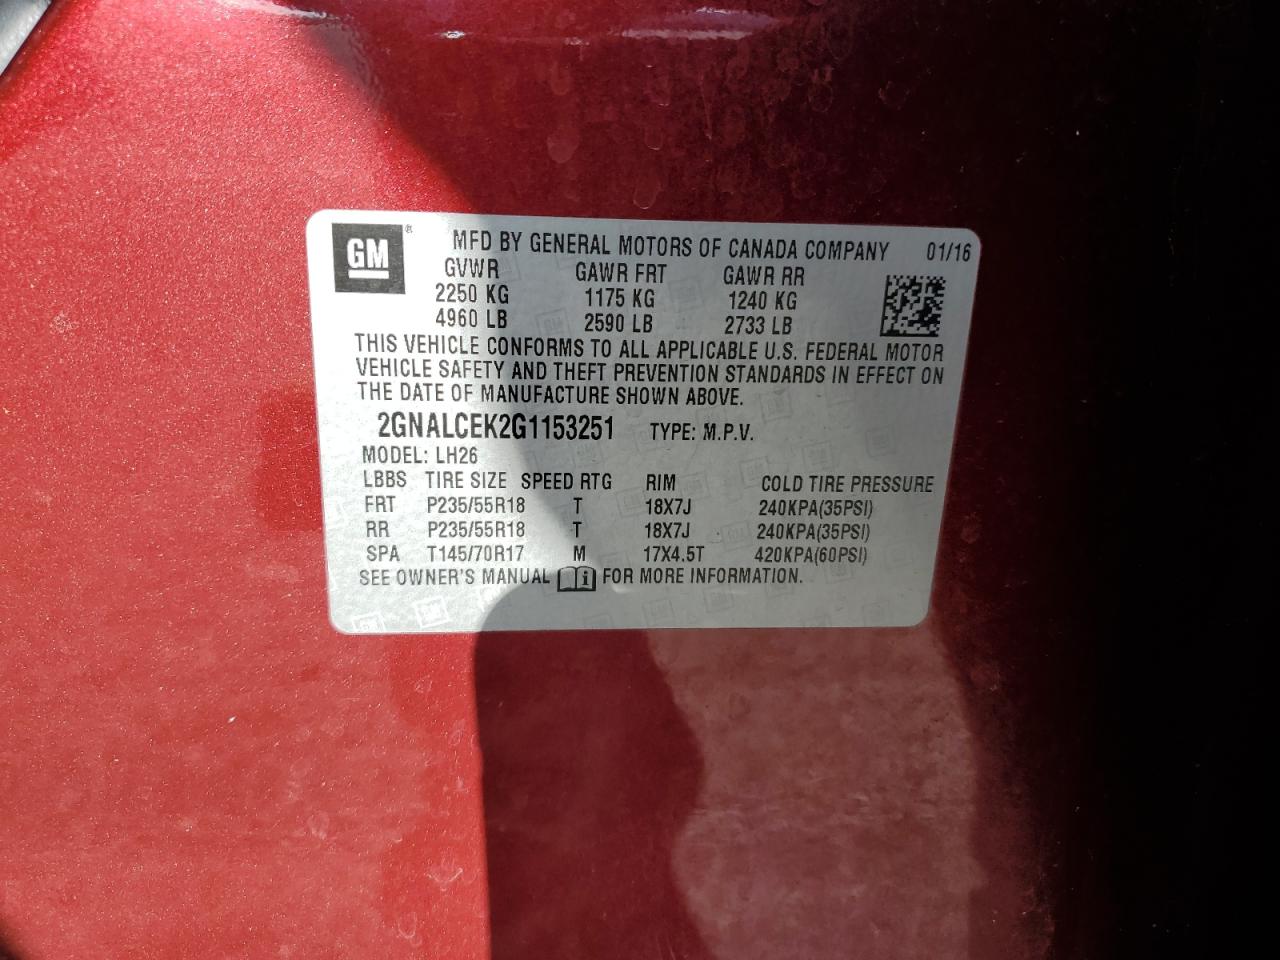 GM ® MFD BY GENERAL MOTORS OF CANADA COMPANY 01/16
GVWR GAWR FRT GAWR RR
2250 KG 1175 KG 1240 KG
4960 LB 2590 LB 2733 LB
THIS VEHICLE CONFORMS TO ALL APPLICABLE U.S. FEDERAL MOTOR
VEHICLE SAFETY AND THEFT PREVENTION STANDARDS IN EFFECT ON
THE DATE OF MANUFACTURE SHOWN ABOVE.
2GNALCEK2G1153251 TYPE: M.P.V.
MODEL: LH26
LBBS TIRE SIZE SPEED RTG RIM COLD TIRE PRESSURE
FRT P235/55R18 T 18X7J 240KPA(35PSI)
RR P235/55R18 T 18X7J 240KPA(35PSI)
SPA T145/70R17 M 17X4.5T 420KPA(60PSI)
SEE OWNER'S MANUAL i FOR MORE INFORMATION.